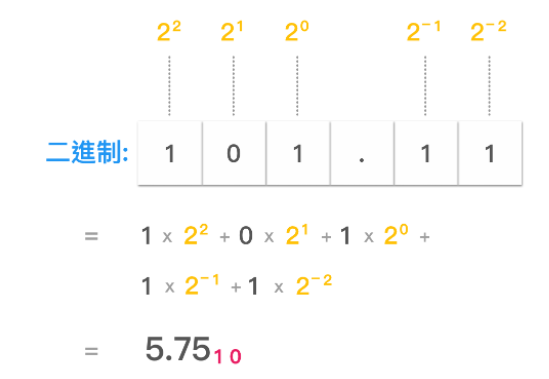 2² 2¹ 2⁰ 2⁻¹ 2⁻²
二進制: 1 0 1 . 1 1
= 1 x 2² + 0 x 2¹ + 1 x 2⁰ +
1 x 2⁻¹ + 1 x 2⁻²
= 5.75₁₀